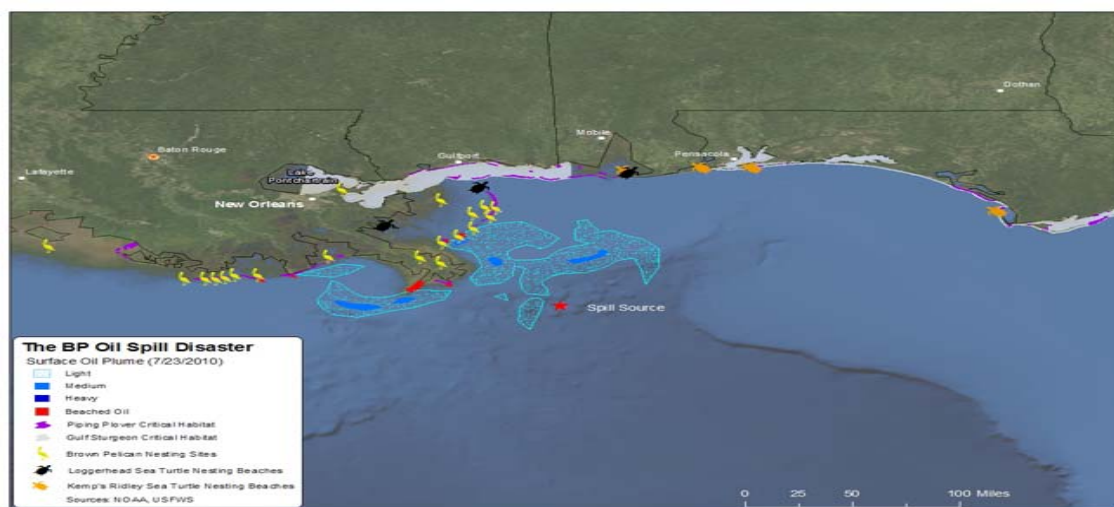 Dothan
Mobile
Baton Rouge
Pensacola
Gulfport
Lafayette
Lake
Pontchartrain
New Orleans
Spill Source
The BP Oil Spill Disaster
Surface Oil Plume (7/23/2010)
Light
Medium
Heavy
Beached Oil
Piping Plover Critical Habitat
Gulf Sturgeon Critical Habitat
Brown Pelican Nesting Sites
Loggerhead Sea Turtle Nesting Beaches
Kemp's Ridley Sea Turtle Nesting Beaches
Sources: NOAA, USFWS
0 25 50 100 Miles